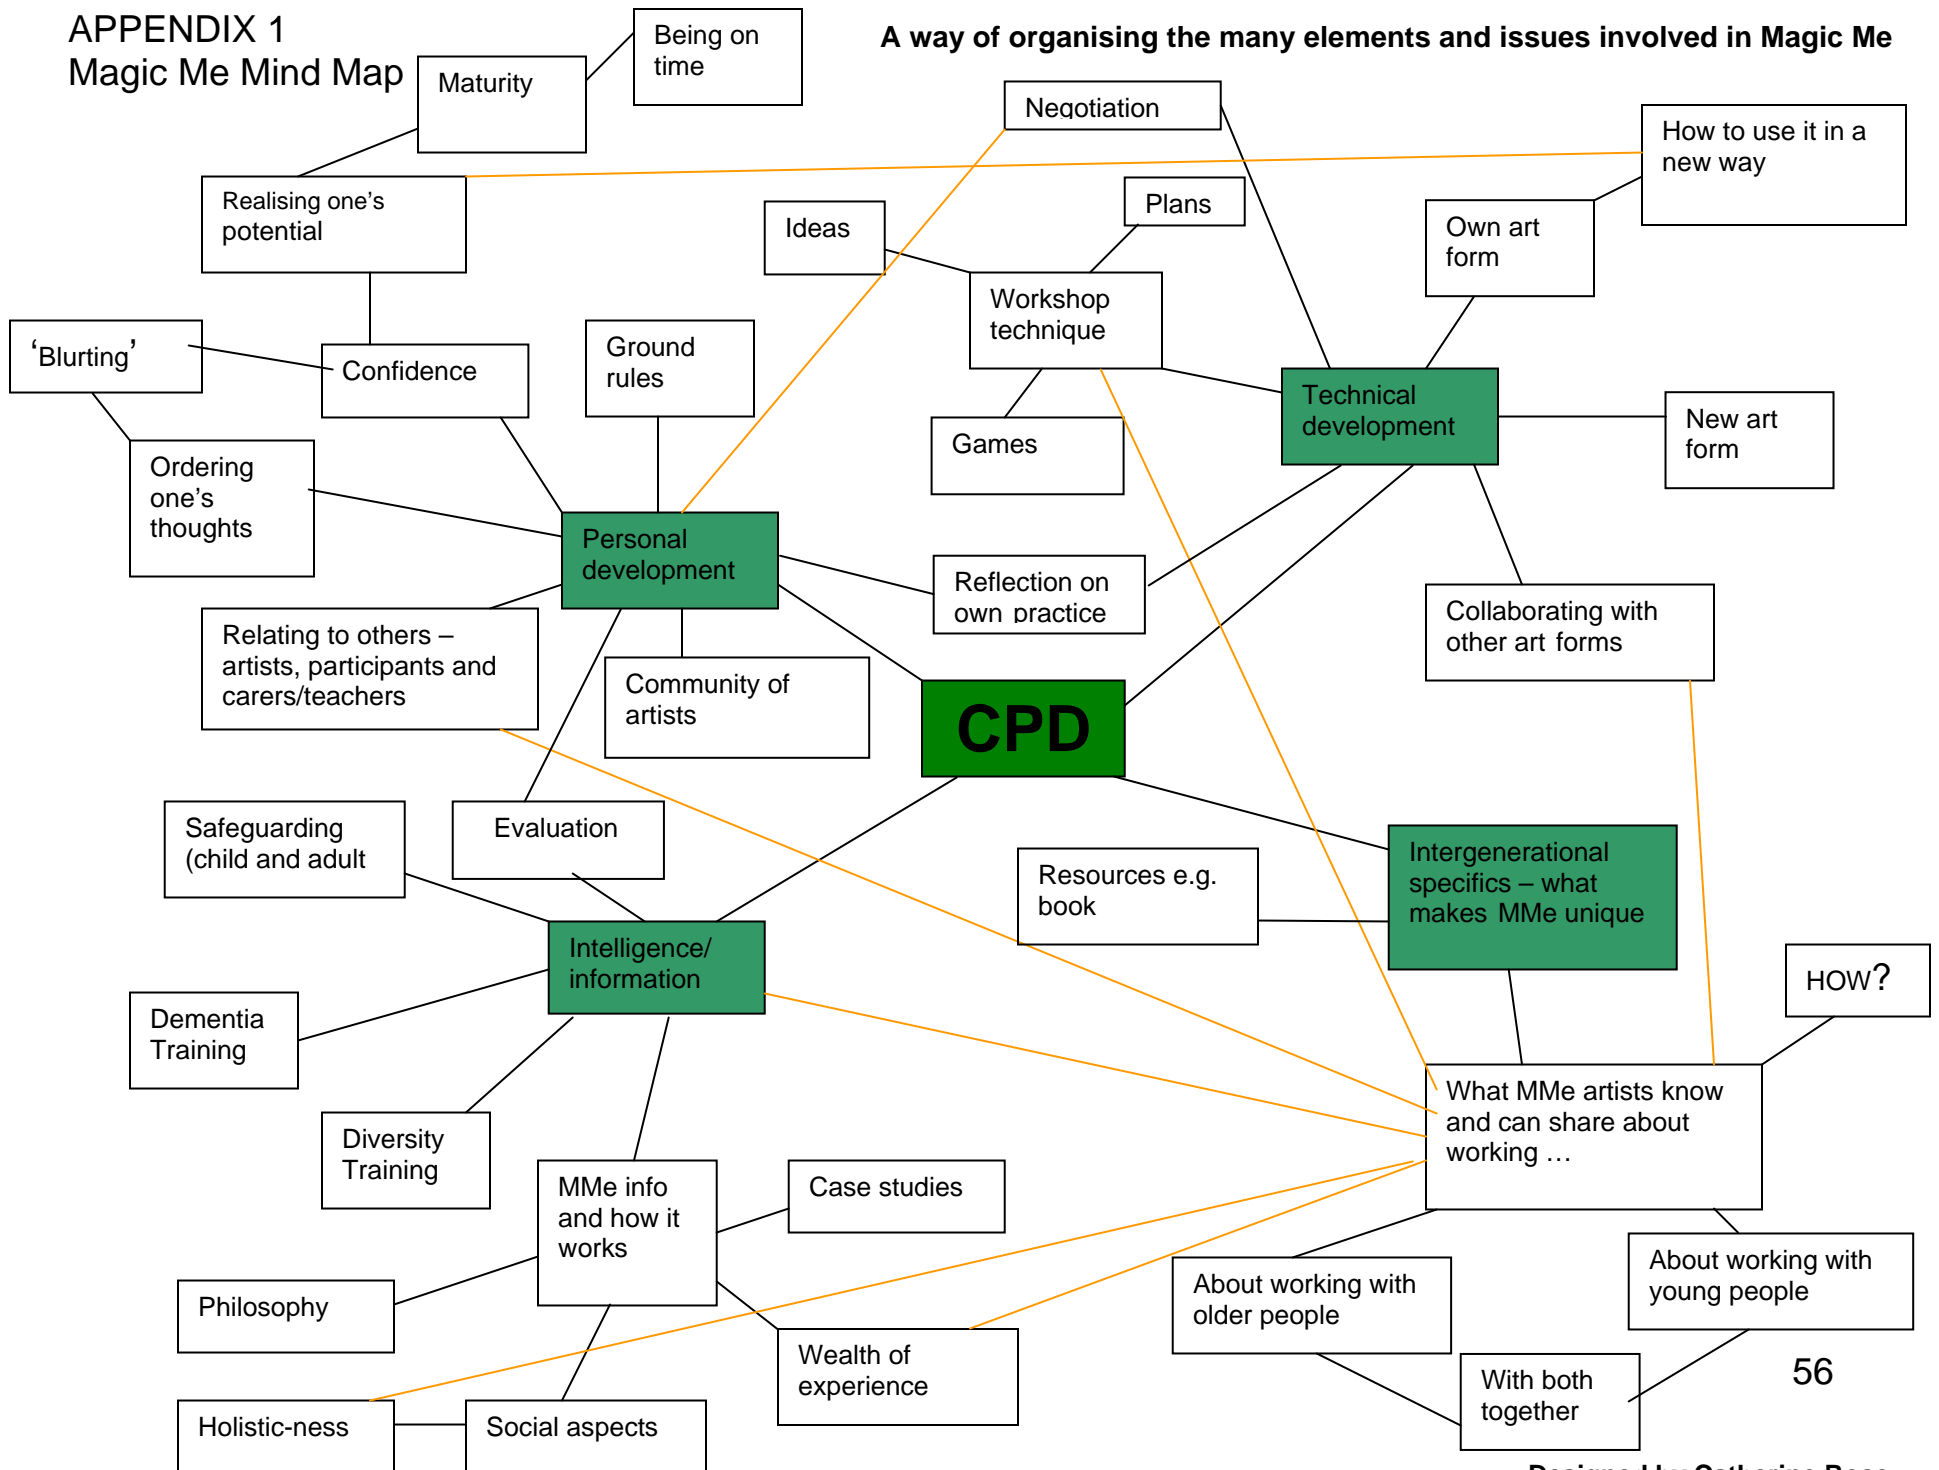 APPENDIX 1
Magic Me Mind Map
A way of organising the many elements and issues involved in Magic Me
Being on
time
Maturity
Negotiation
How to use it in a
new way
Realising one's
potential
Ideas
Plans
Own art
form
Workshop
technique
'Blurting'
Confidence
Ground
rules
Technical
development
New art
form
Games
Ordering
one's
thoughts
Personal
development
Reflection on
own practice
Collaborating with
other art forms
Relating to others –
artists, participants and
carers/teachers
Community of
artists
CPD
Safeguarding
(child and adult
Evaluation
Resources e.g.
book
Intergenerational
specifics – what
makes MMe unique
Intelligence/
information
HOW?
Dementia
Training
What MMe artists know
and can share about
working …
Diversity
Training
MMe info
and how it
works
Case studies
About working with
older people
About working with
young people
Philosophy
Wealth of
experience
With both
together
56
Holistic-ness
Social aspects
Designed by Catherine Rose